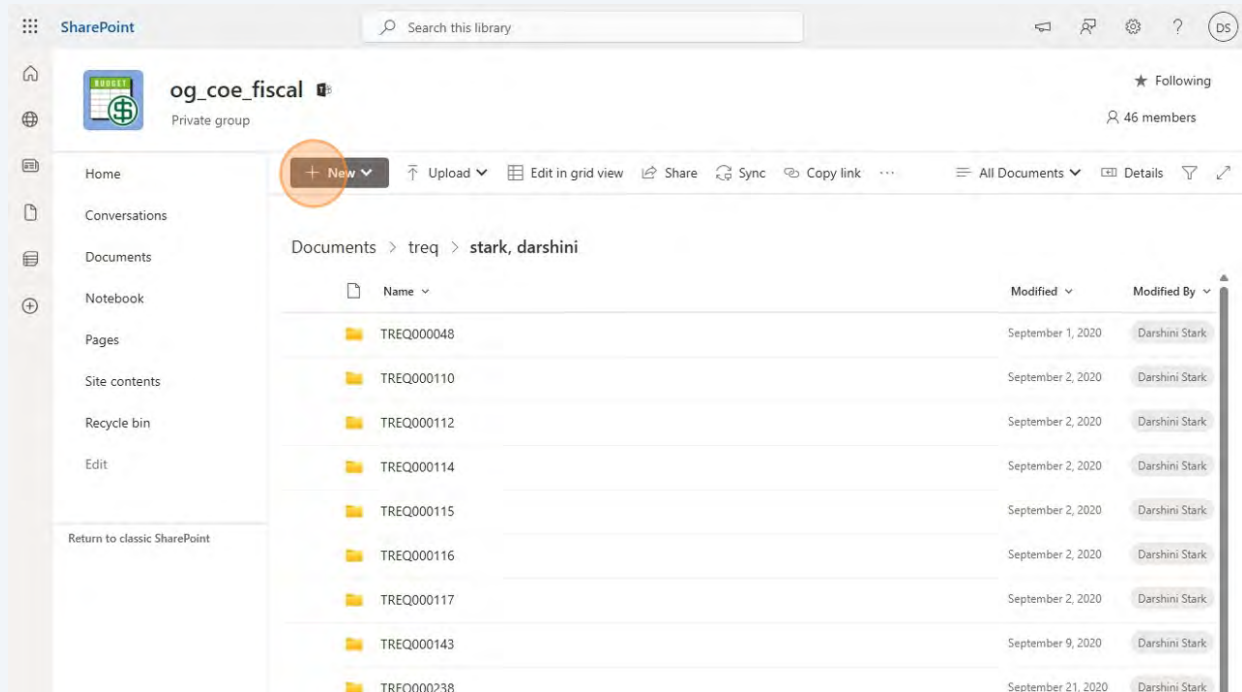 SharePoint
Search this library
DS
BUDGET
$
og_coe_fiscal
Private group
Following
46 members
Home
Conversations
Documents
Notebook
Pages
Site contents
Recycle bin
Edit
Return to classic SharePoint
+ New Upload Edit in grid view Share Sync Copy link ... All Documents Details
Documents > treq > stark, darshini
Name Modified Modified By
TREQ000048 September 1, 2020 Darshini Stark
TREQ000110 September 2, 2020 Darshini Stark
TREQ000112 September 2, 2020 Darshini Stark
TREQ000114 September 2, 2020 Darshini Stark
TREQ000115 September 2, 2020 Darshini Stark
TREQ000116 September 2, 2020 Darshini Stark
TREQ000117 September 2, 2020 Darshini Stark
TREQ000143 September 9, 2020 Darshini Stark
TREQ000238 September 21, 2020 Darshini Stark